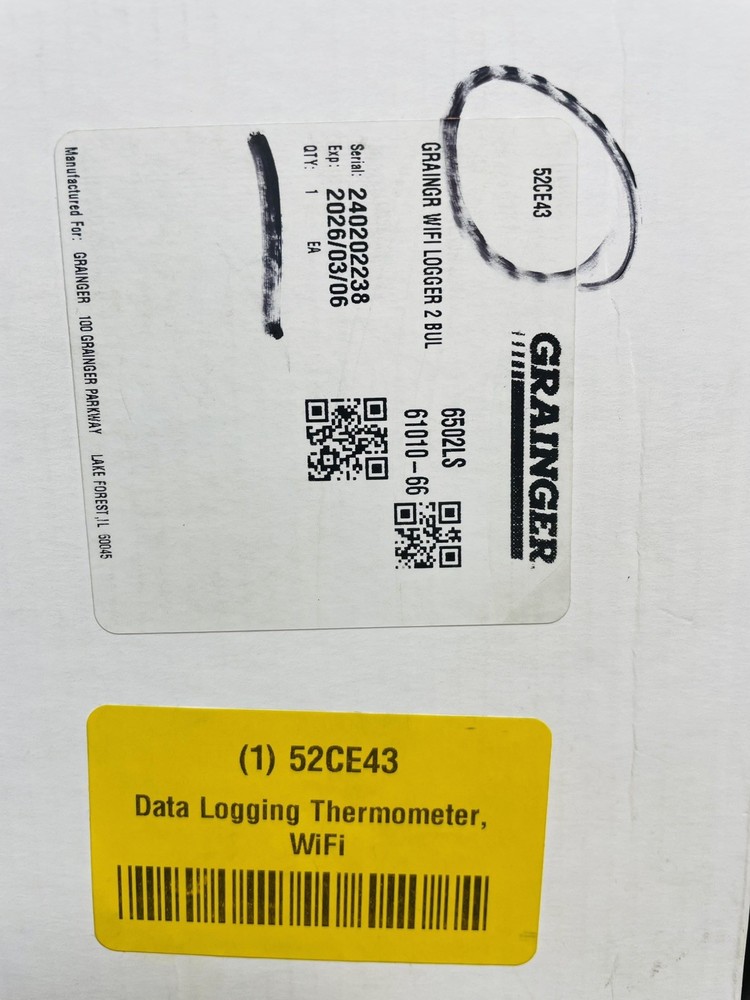 52CE43
GRAINGER
GRAINGR WIFI LOGGER 2 BUL
6502LS
61010-66
Serial: 240202238
Exp: 2026/03/06
QTY: 1 EA
Manufactured For: GRAINGER 100 GRAINGER PARKWAY LAKE FOREST,IL 60045
(1) 52CE43
Data Logging Thermometer,
WiFi